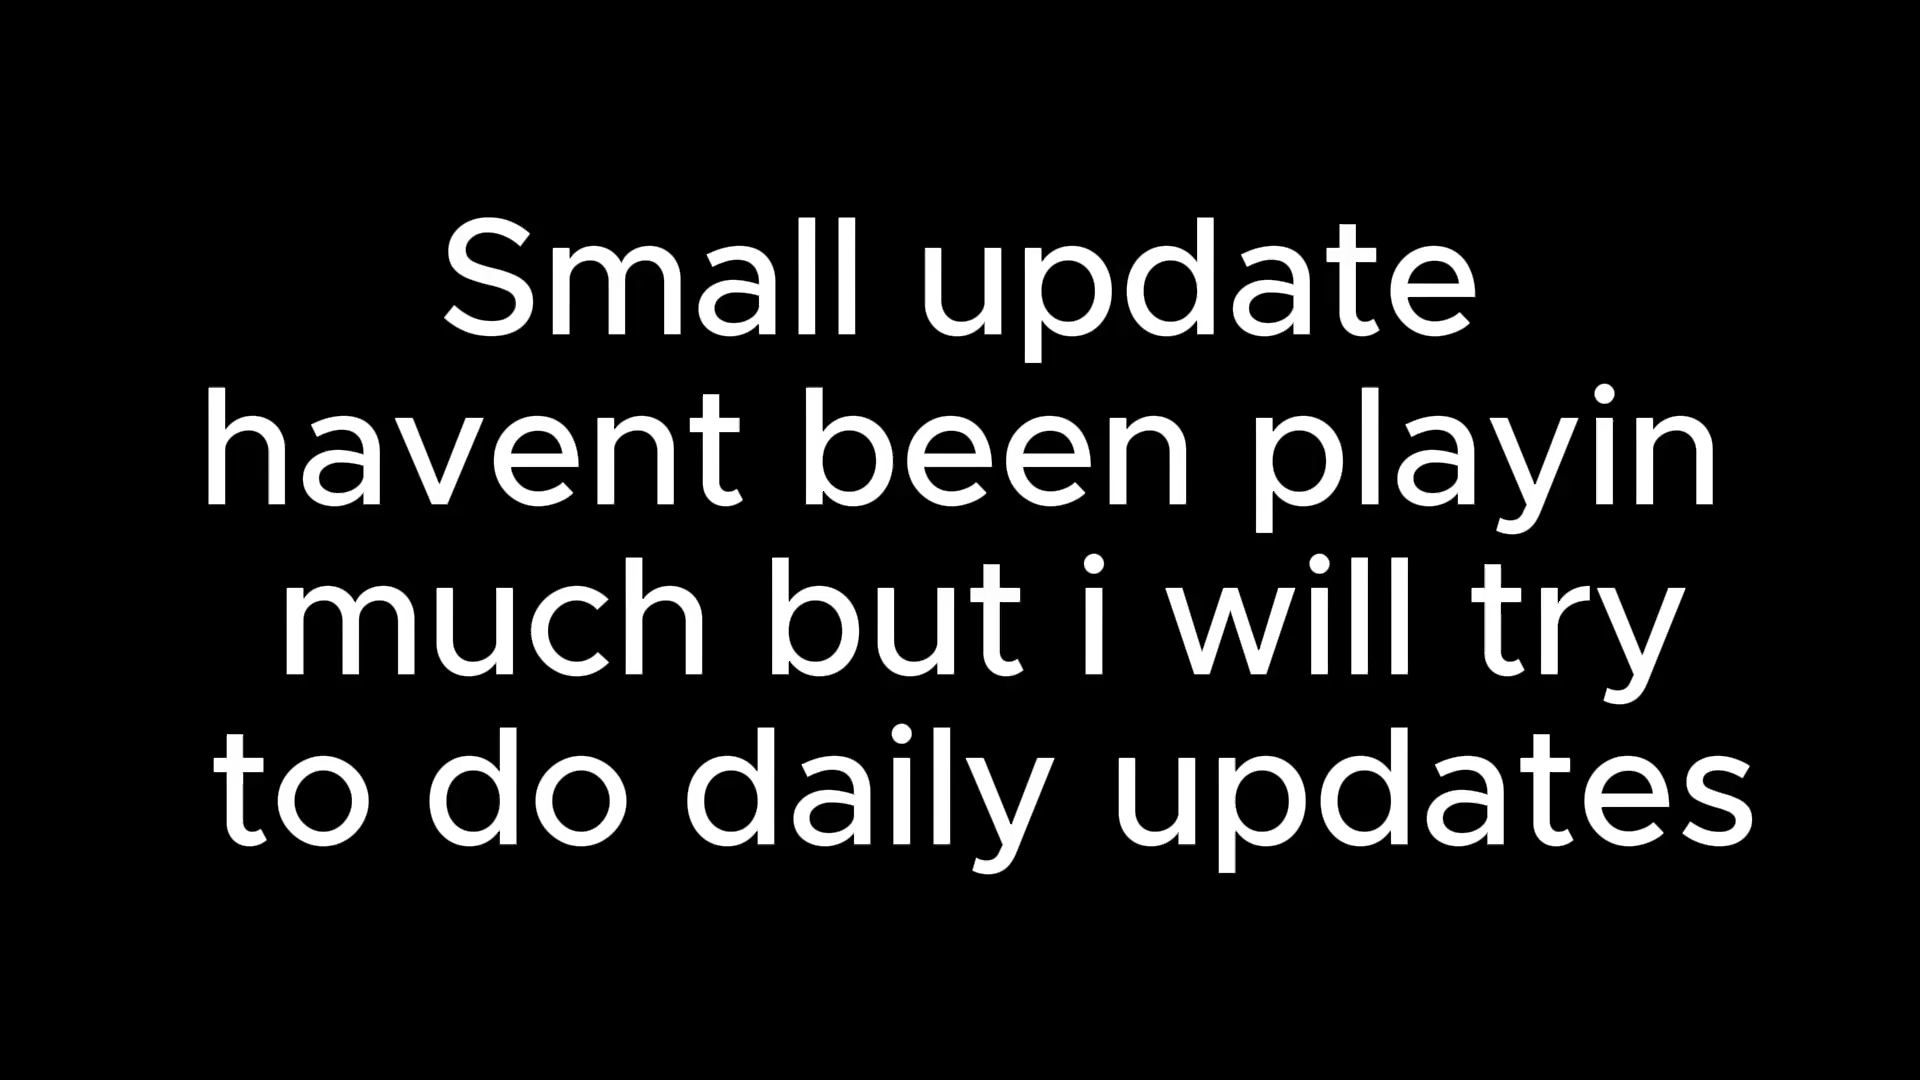 Small update
havent been playin
much but i will try
to do daily updates